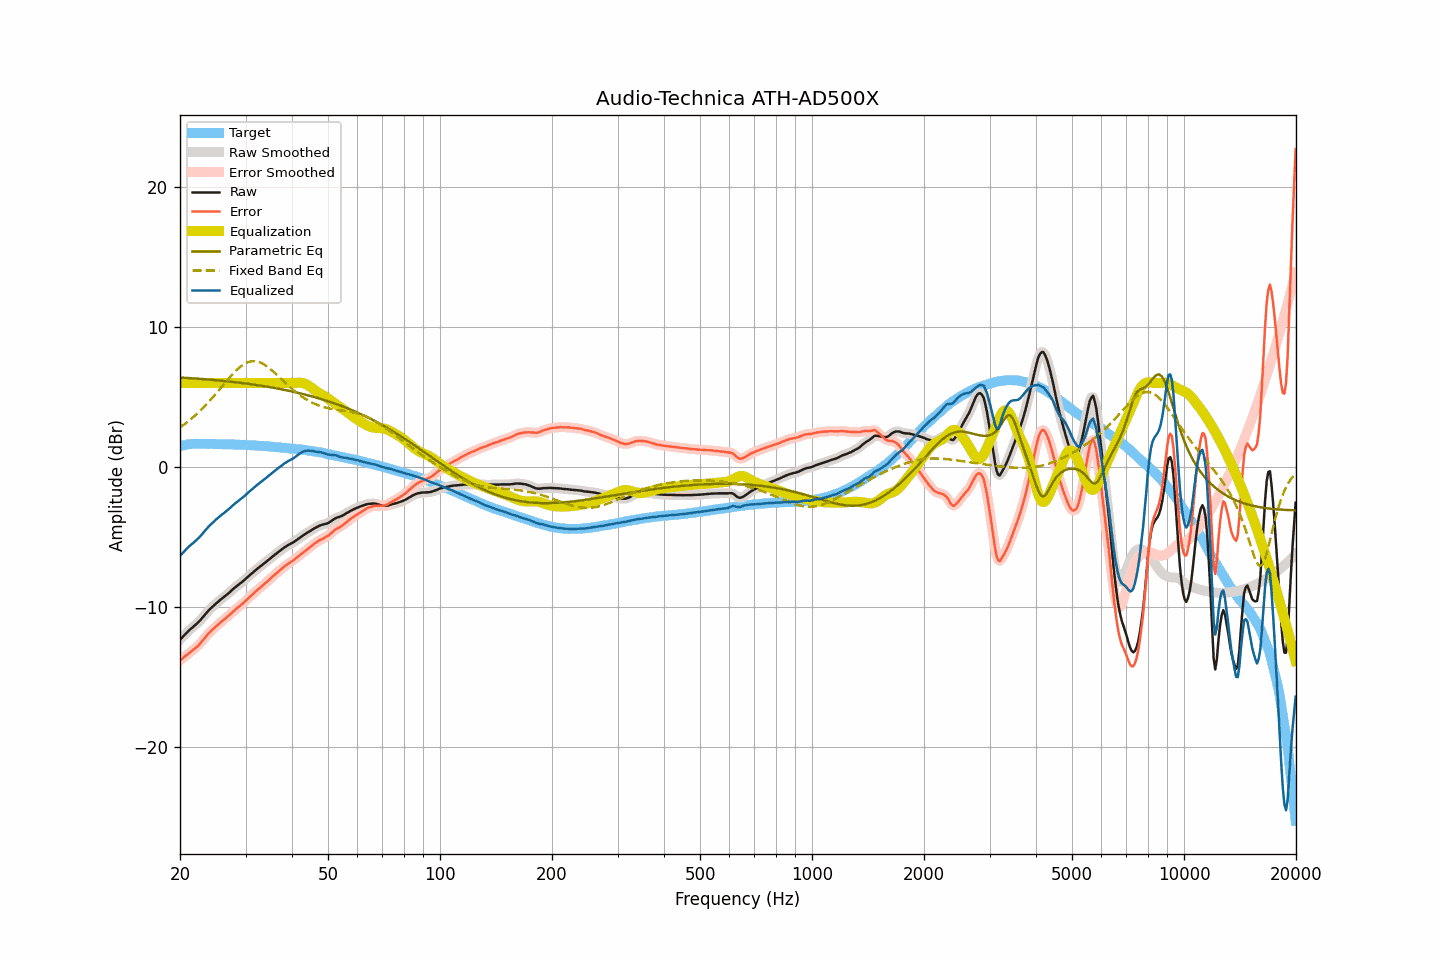 Audio-Technica ATH-AD500X
Target
Raw Smoothed
Error Smoothed
Raw
Error
Equalization
Parametric Eq
Fixed Band Eq
Equalized
20
10
0
−10
−20
Amplitude (dBr)
20 50 100 200 500 1000 2000 5000 10000 20000
Frequency (Hz)